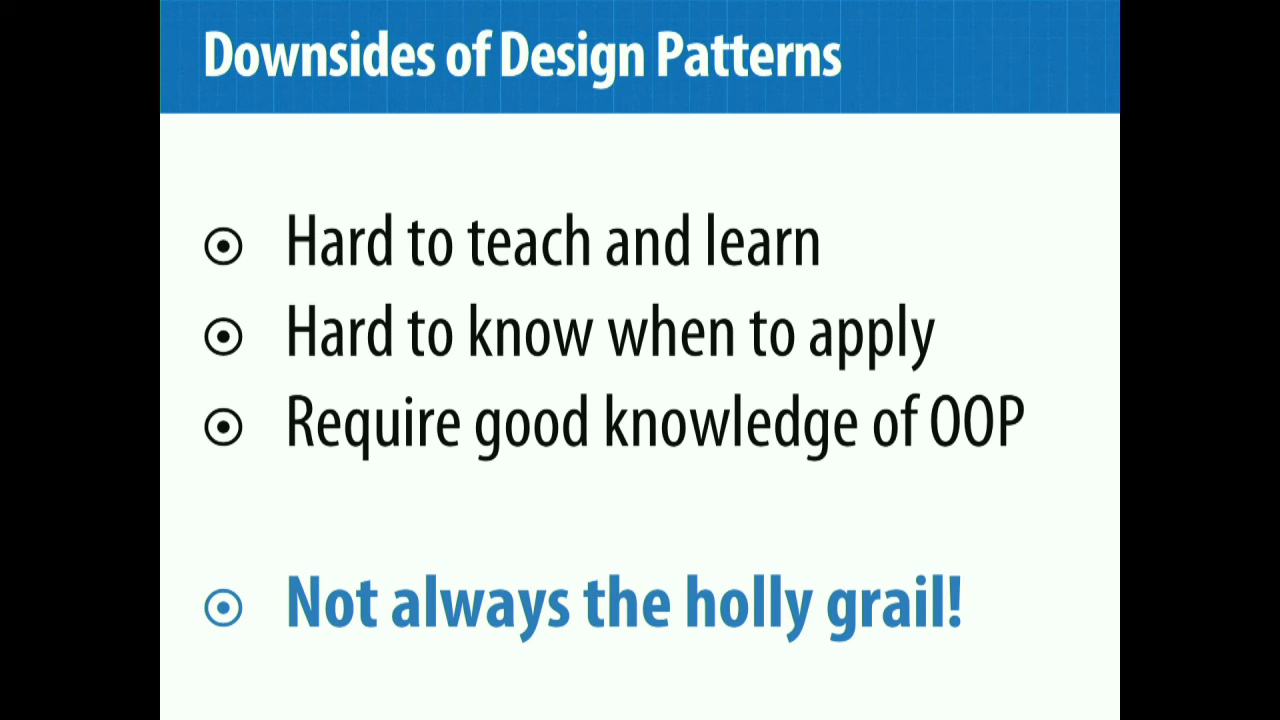 Downsides of Design Patterns
Hard to teach and learn
Hard to know when to apply
Require good knowledge of OOP
Not always the holly grail!